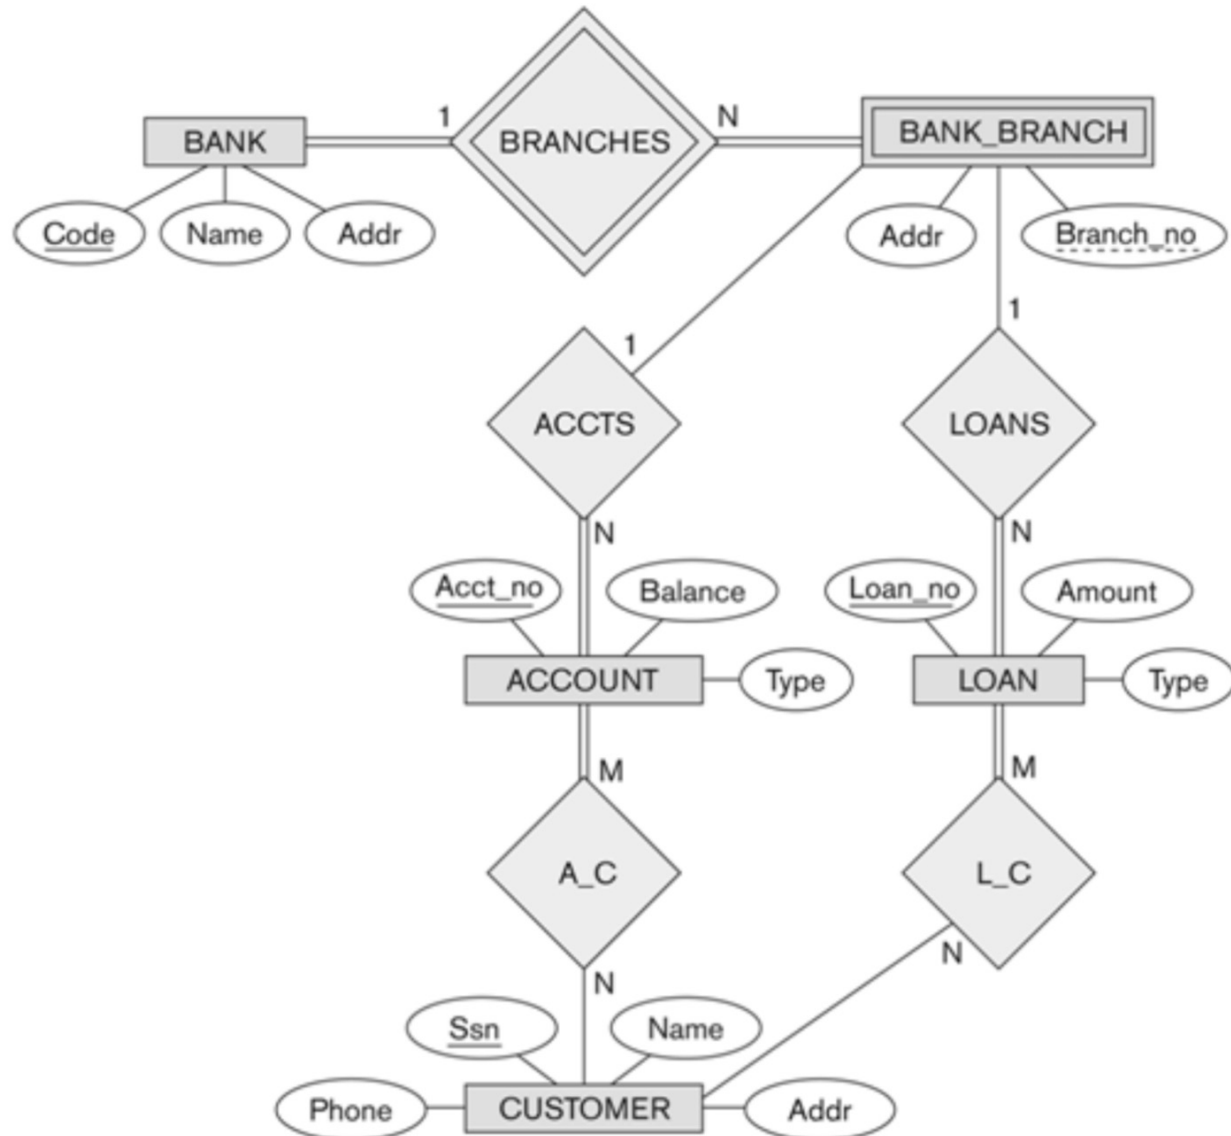 1
N
BANK
BRANCHES
BANK_BRANCH
Code
Name
Addr
Addr
Branch_no
1
1
ACCTS
LOANS
N
N
Acct_no
Balance
Loan_no
Amount
ACCOUNT
Type
LOAN
Type
M
M
A_C
L_C
N
N
Ssn
Name
Phone
CUSTOMER
Addr